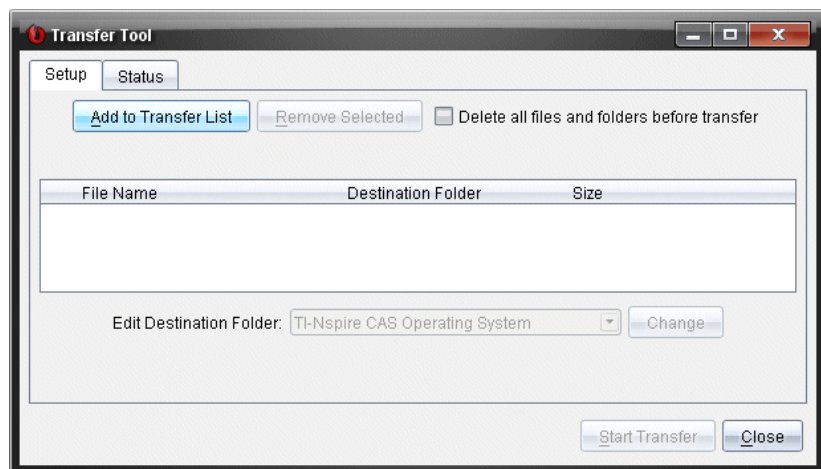 Transfer Tool
Setup Status
Add to Transfer List Remove Selected Delete all files and folders before transfer
File Name Destination Folder Size
Edit Destination Folder: TI-Nspire CAS Operating System Change
Start Transfer Close